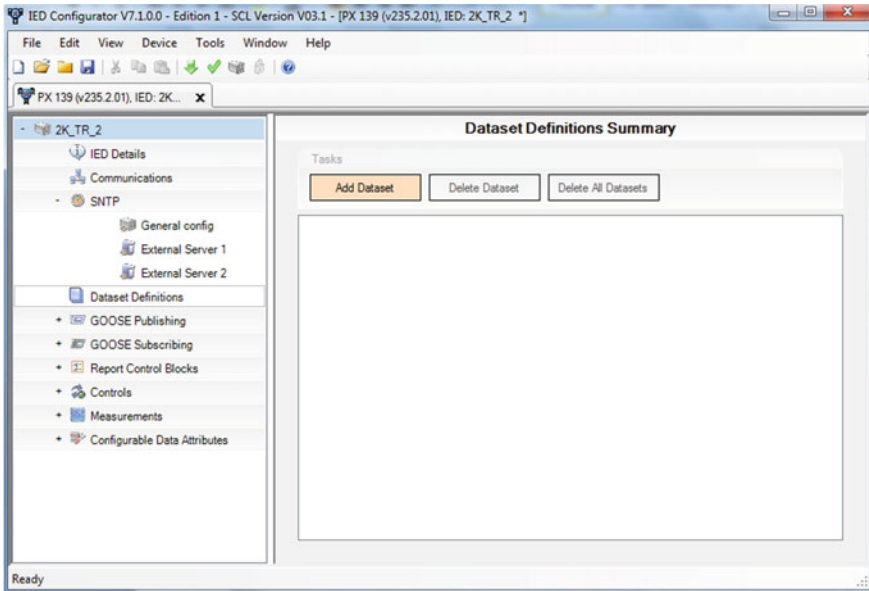 IED Configurator V7.1.0.0 - Edition 1 - SCL Version V03.1 - [PX 139 (v235.2.01), IED: 2K_TR_2 *]
File Edit View Device Tools Window Help
PX 139 (v235.2.01), IED: 2K... x
- 2K_TR_2
IED Details
Communications
- SNTP
General config
External Server 1
External Server 2
Dataset Definitions
+ GOOSE Publishing
+ GOOSE Subscribing
+ Report Control Blocks
+ Controls
+ Measurements
+ Configurable Data Attributes
Dataset Definitions Summary
Tasks
Add Dataset Delete Dataset Delete All Datasets
Ready